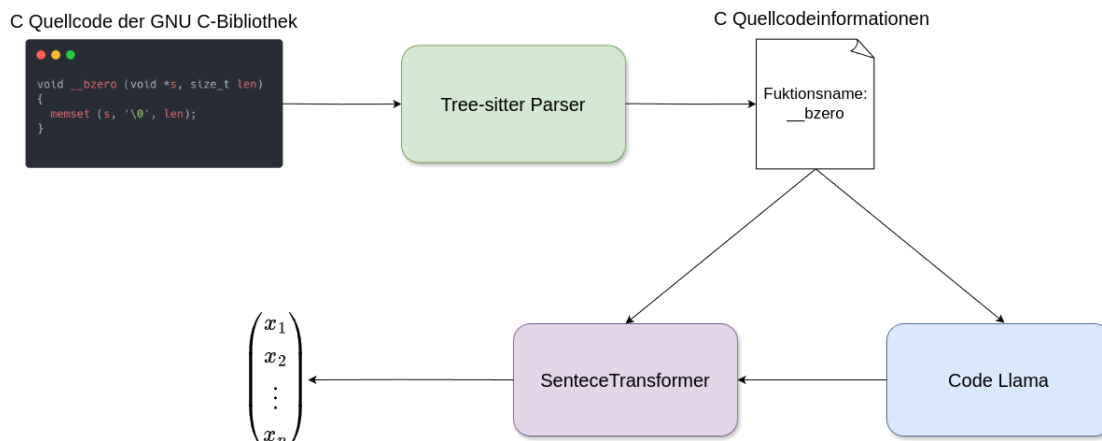 C Quellcode der GNU C-Bibliothek
C Quellcodeinformationen
void __bzero (void *s, size_t len)
{
memset (s, '\0', len);
}
Tree-sitter Parser
Fuktionsname:
__bzero
x1
x2
⋮
xn
SenteceTransformer
Code Llama